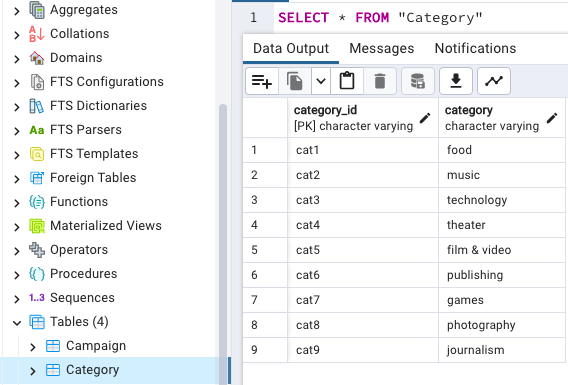 Aggregates
Collations
Domains
FTS Configurations
FTS Dictionaries
Aa FTS Parsers
FTS Templates
Foreign Tables
Functions
Materialized Views
Operators
Procedures
1..3 Sequences
Tables (4)
Campaign
Category
1 SELECT * FROM "Category"
Data Output Messages Notifications
category_id category
[PK] character varying character varying
1 cat1 food
2 cat2 music
3 cat3 technology
4 cat4 theater
5 cat5 film & video
6 cat6 publishing
7 cat7 games
8 cat8 photography
9 cat9 journalism